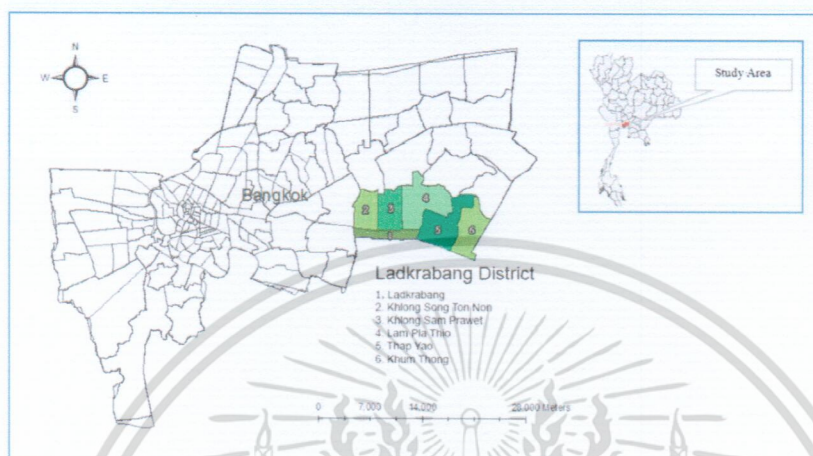 N
W E
S
Study Area
Bangkok
2 3 4
1 5 6
Ladkrabang District
1. Ladkrabang
2. Khlong Song Ton Non
3. Khlong Sam Prawet
4. Lam Pla Thio
5. Thap Yao
6. Khum Thong
0 7,000 14,000 28,000 Meters